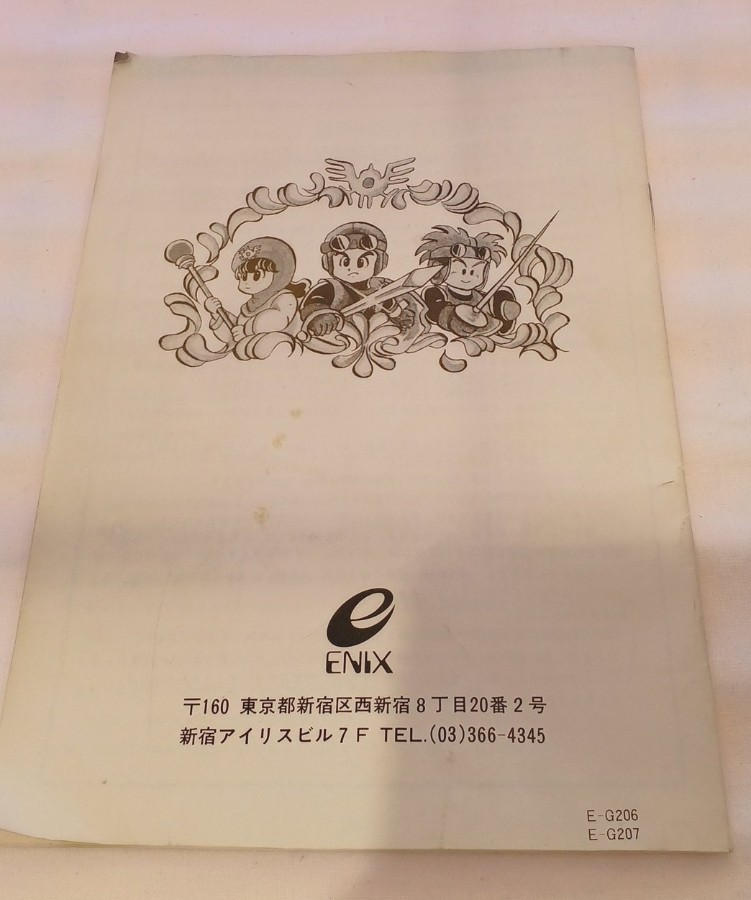 ENIX
〒160 東京都新宿区西新宿8丁目20番2号
新宿アイリスビル7F TEL.(03)366-4345
E-G206
E-G207